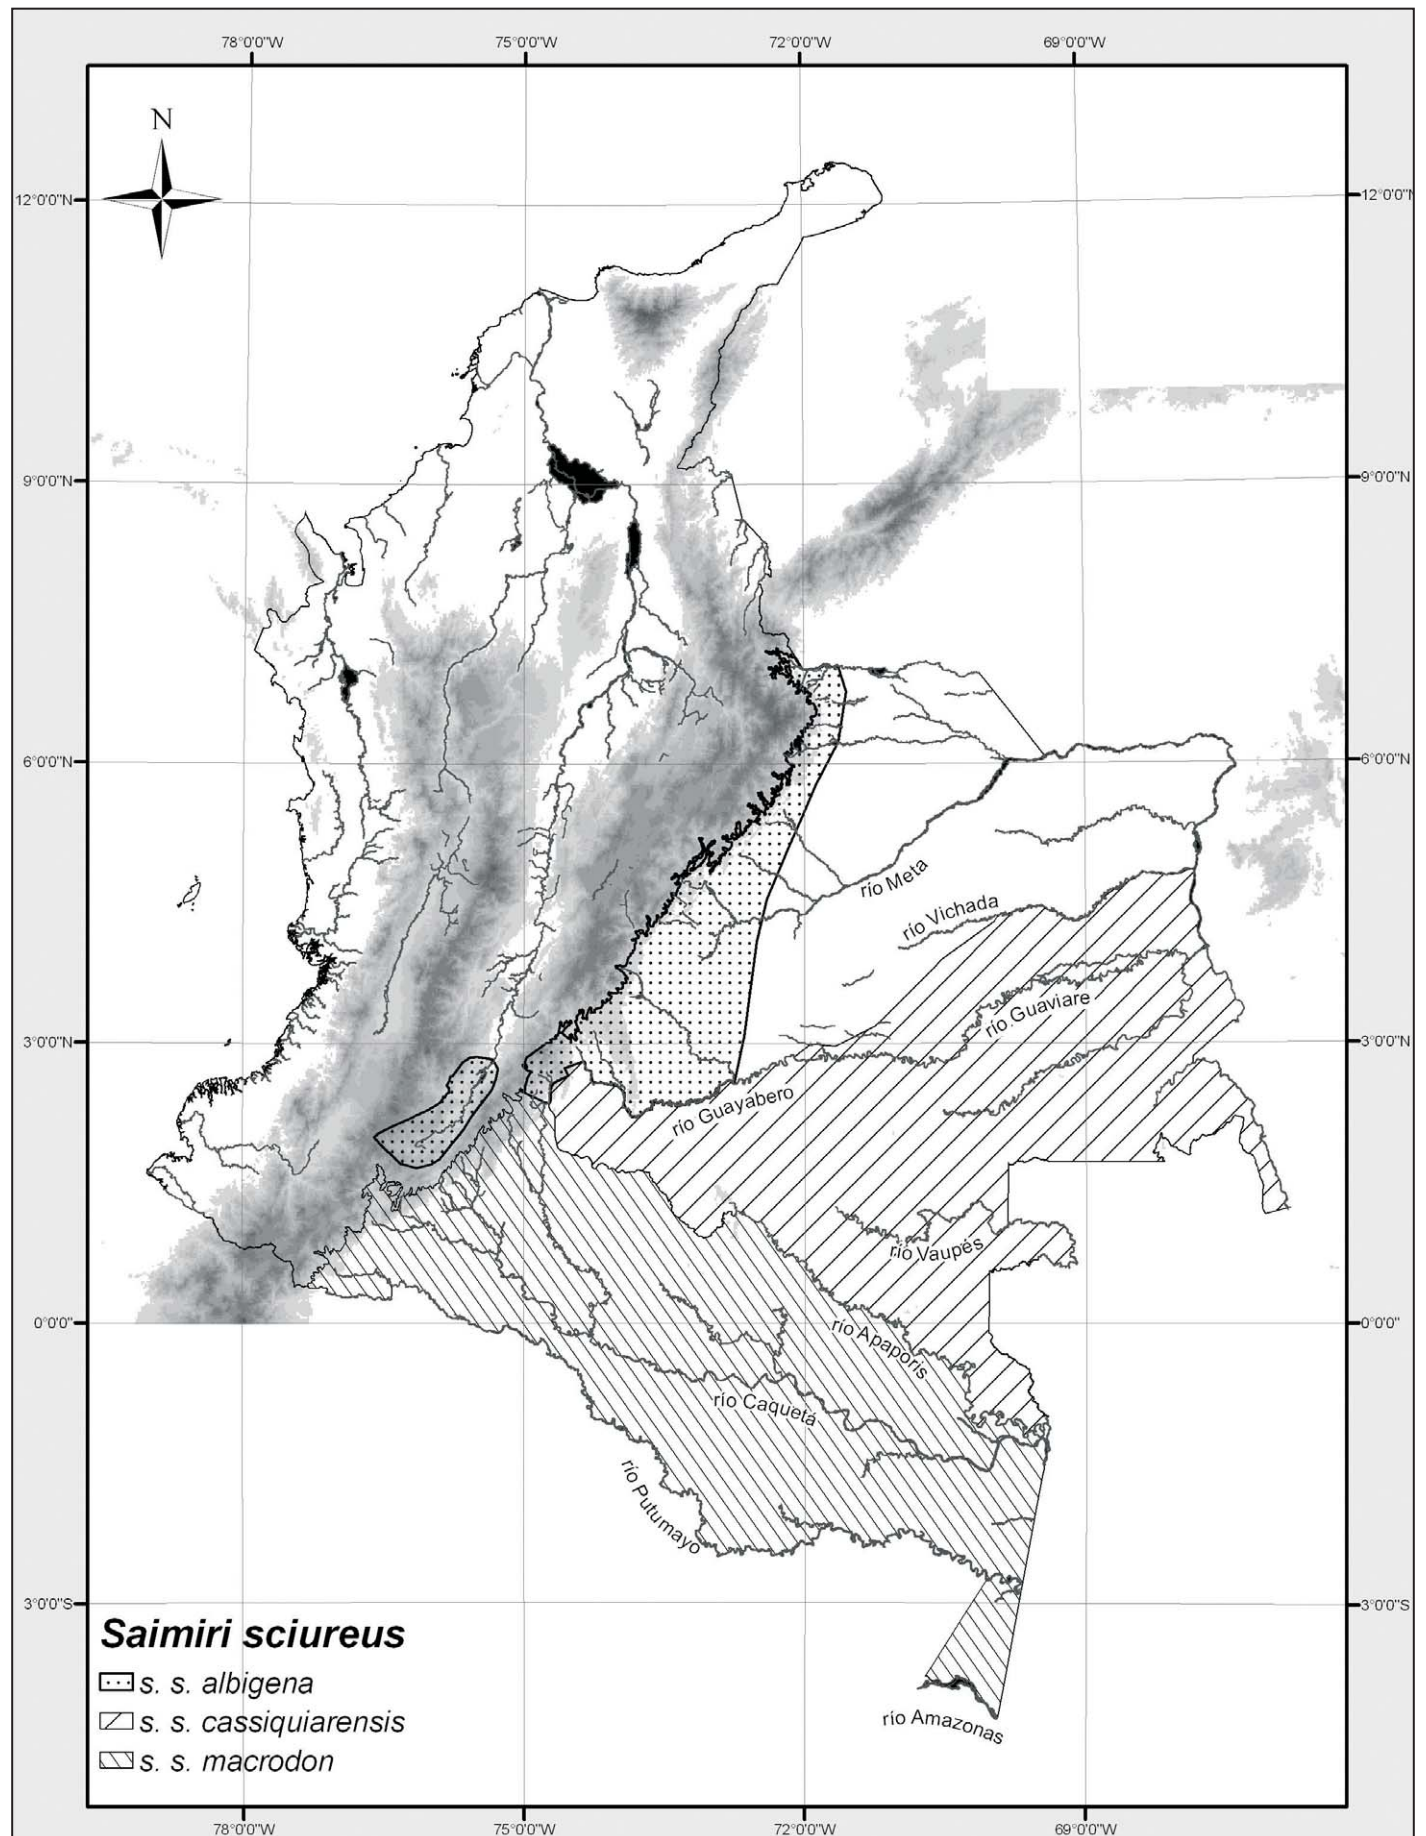 78°0'0"W 75°0'0"W 72°0'0"W 69°0'0"W
N
12°0'0"N 12°0'0"N
9°0'0"N 9°0'0"N
6°0'0"N 6°0'0"N
río Meta
río Vichada
río Guaviare
3°0'0"N 3°0'0"N
río Guayabero
río Vaupés
0°0'0" 0°0'0"
río Apaporis
río Caquetá
río Putumayo
3°0'0"S 3°0'0"S
Saimiri sciureus
s. s. albigena
s. s. cassiquiarensis
s. s. macrodon
río Amazonas
78°0'0"W 75°0'0"W 72°0'0"W 69°0'0"W